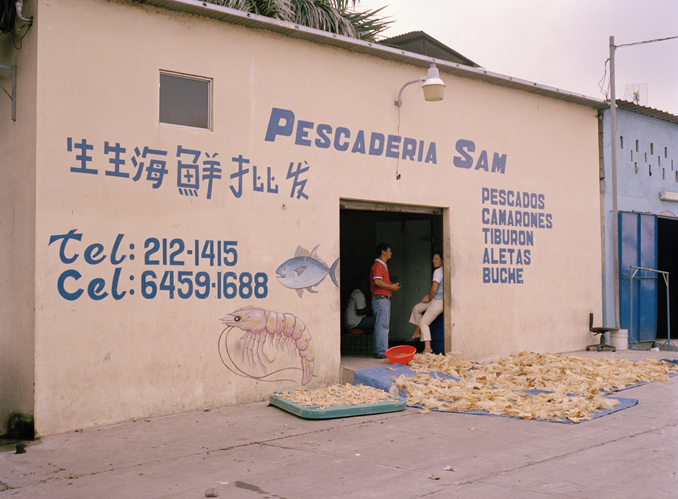 PESCADERIA SAM
生生海鲜批发
PESCADOS
CAMARONES
TIBURON
ALETAS
BUCHE
Tel: 212-1415
Cel: 6459-1688